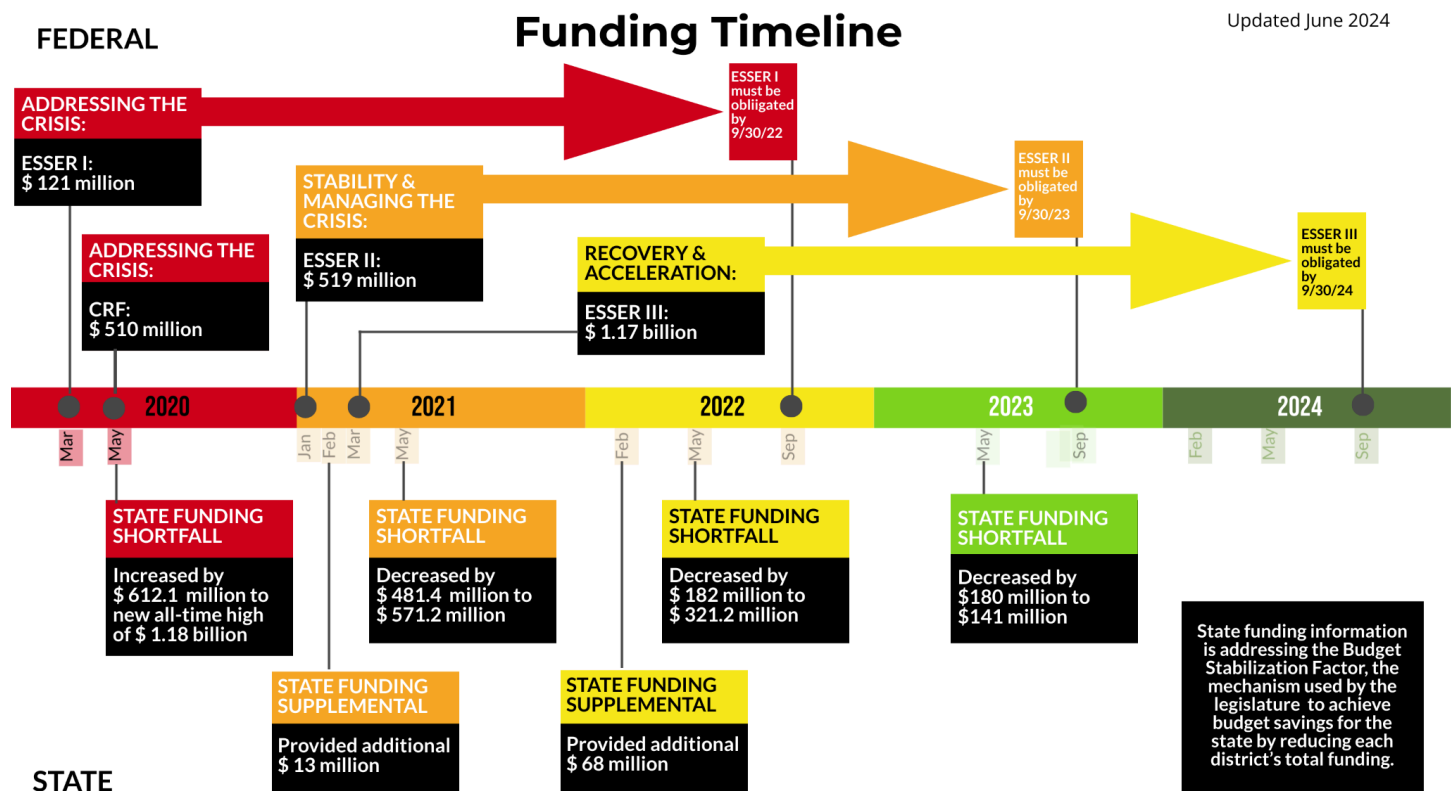 Funding Timeline
Updated June 2024
FEDERAL
ADDRESSING THE
CRISIS:
ESSER I:
$ 121 million
ESSER I
must be
obliigated
by
9/30/22
STABILITY &
MANAGING THE
CRISIS:
ESSER II:
$ 519 million
ESSER II
must be
obligated
by
9/30/23
ADDRESSING THE
CRISIS:
CRF:
$ 510 million
RECOVERY &
ACCELERATION:
ESSER III:
$ 1.17 billion
ESSER III
must be
obligated
by
9/30/24
2020
2021
2022
2023
2024
Mar
May
Jan
Feb
Mar
May
Feb
May
Sep
May
Sep
Feb
May
Sep
STATE FUNDING
SHORTFALL
Increased by
$ 612.1 million to
new all-time high
of $ 1.18 billion
STATE FUNDING
SHORTFALL
Decreased by
$ 481.4 million to
$ 571.2 million
STATE FUNDING
SHORTFALL
Decreased by
$ 182 million to
$ 321.2 million
STATE FUNDING
SHORTFALL
Decreased by
$180 million to
$141 million
STATE FUNDING
SUPPLEMENTAL
Provided additional
$ 13 million
STATE FUNDING
SUPPLEMENTAL
Provided additional
$ 68 million
State funding information
is addressing the Budget
Stabilization Factor, the
mechanism used by the
legislature to achieve
budget savings for the
state by reducing each
district's total funding.
STATE